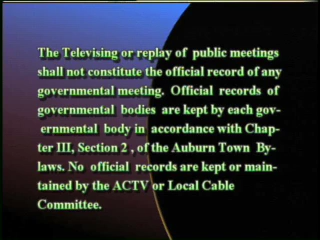 The Televising or replay of public meetings
shall not constitute the official record of any
governmental meeting. Official records of
governmental bodies are kept by each gov-
ernmental body in accordance with Chap-
ter III, Section 2 , of the Auburn Town By-
laws. No official records are kept or main-
tained by the ACTV or Local Cable
Committee.